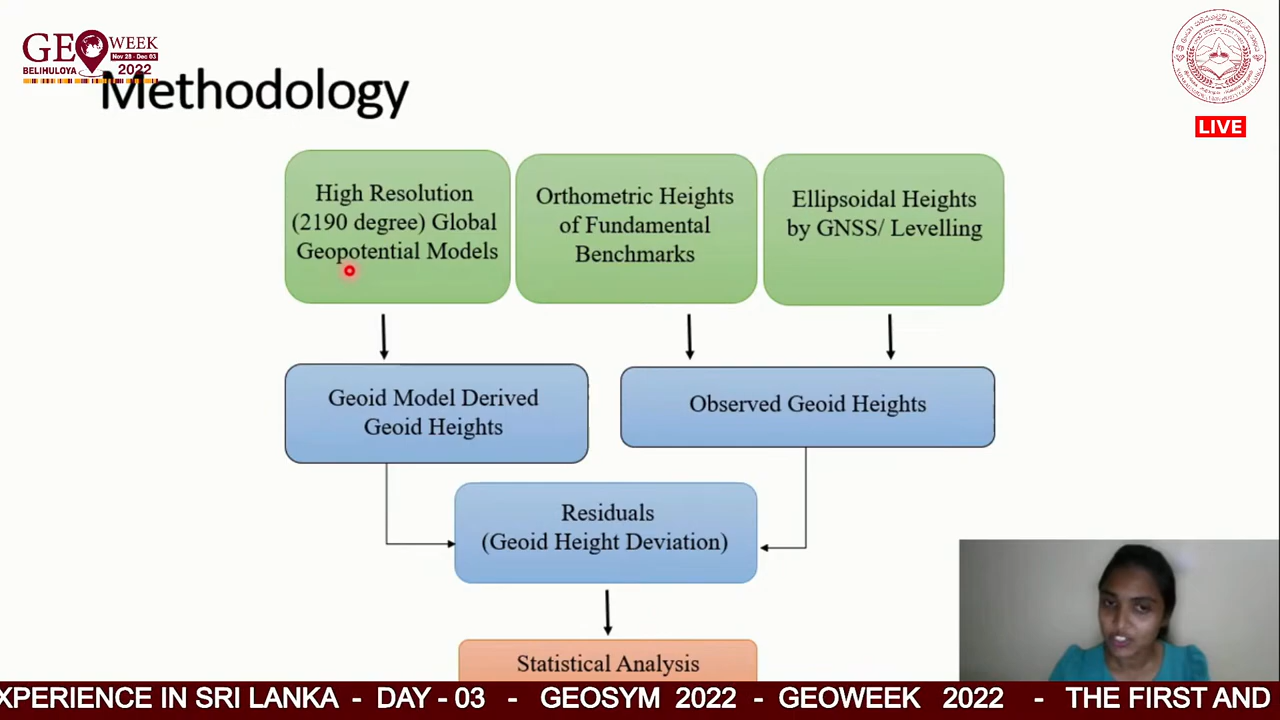 GEOWEEK
Nov 28 - Dec 03
BELIHULOYA 2022
Methodology
LIVE
High Resolution
(2190 degree) Global
Geopotential Models
Orthometric Heights
of Fundamental
Benchmarks
Ellipsoidal Heights
by GNSS/ Levelling
Geoid Model Derived
Geoid Heights
Observed Geoid Heights
Residuals
(Geoid Height Deviation)
Statistical Analysis
XPERIENCE IN SRI LANKA - DAY - 03 - GEOSYM 2022 - GEOWEEK 2022 - THE FIRST AND